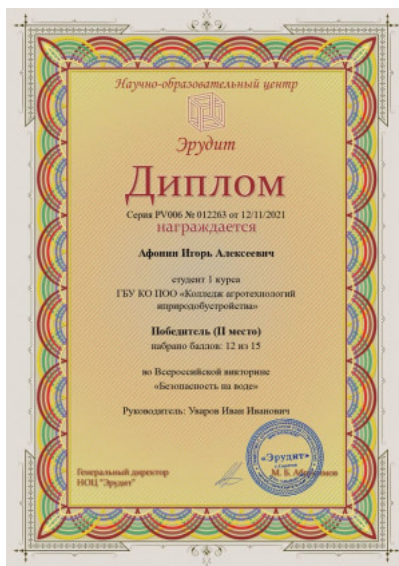 Научно-образовательный центр
Эрудит
Диплом
Серия PV006 № 012263 от 12/11/2021
награждается
Афонин Игорь Алексеевич
студент 1 курса
ГБУ КО ПОО «Колледж агротехнологий
иприродобустройства»
Победитель (II место)
набрано баллов: 12 из 15
во Всероссийской викторине
«Безопасность на воде»
Руководитель: Уваров Иван Иванович
Генеральный директор
НОЦ "Эрудит"
«Эрудит»
М. Б.